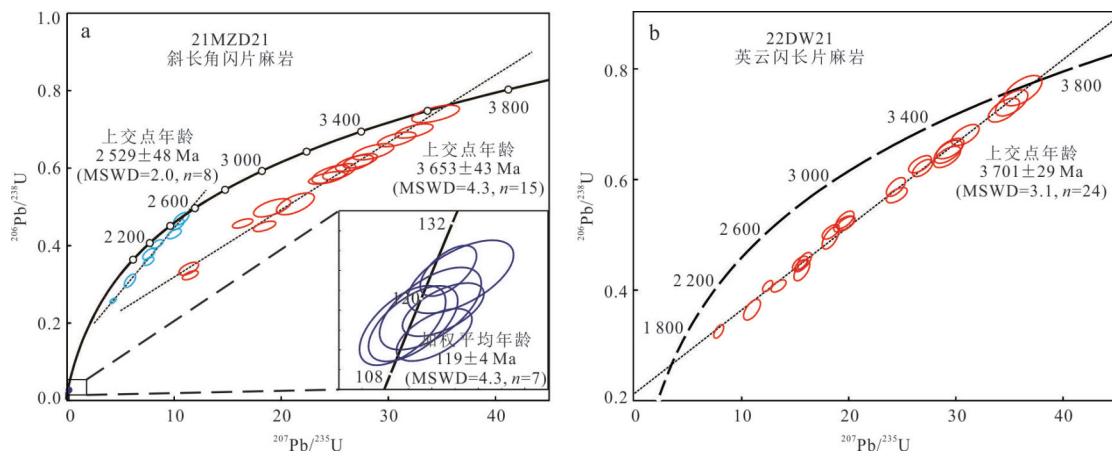 a
21MZD21
斜长角闪片麻岩
上交点年龄
2 529±48 Ma
(MSWD=2.0, n=8)
上交点年龄
3 653±43 Ma
(MSWD=4.3, n=15)
2 200
2 600
3 000
3 400
3 800
132
120
108
加权平均年龄
119±4 Ma
(MSWD=4.3, n=7)
1.0
0.8
0.6
0.4
0.2
0.0
0
10
20
30
40
²⁰⁶Pb/²³⁸U
²⁰⁷Pb/²³⁵U
b
22DW21
英云闪长片麻岩
上交点年龄
3 701±29 Ma
(MSWD=3.1, n=24)
1 800
2 200
2 600
3 000
3 400
3 800
0.8
0.6
0.4
0.2
10
20
30
40
²⁰⁶Pb/²³⁸U
²⁰⁷Pb/²³⁵U